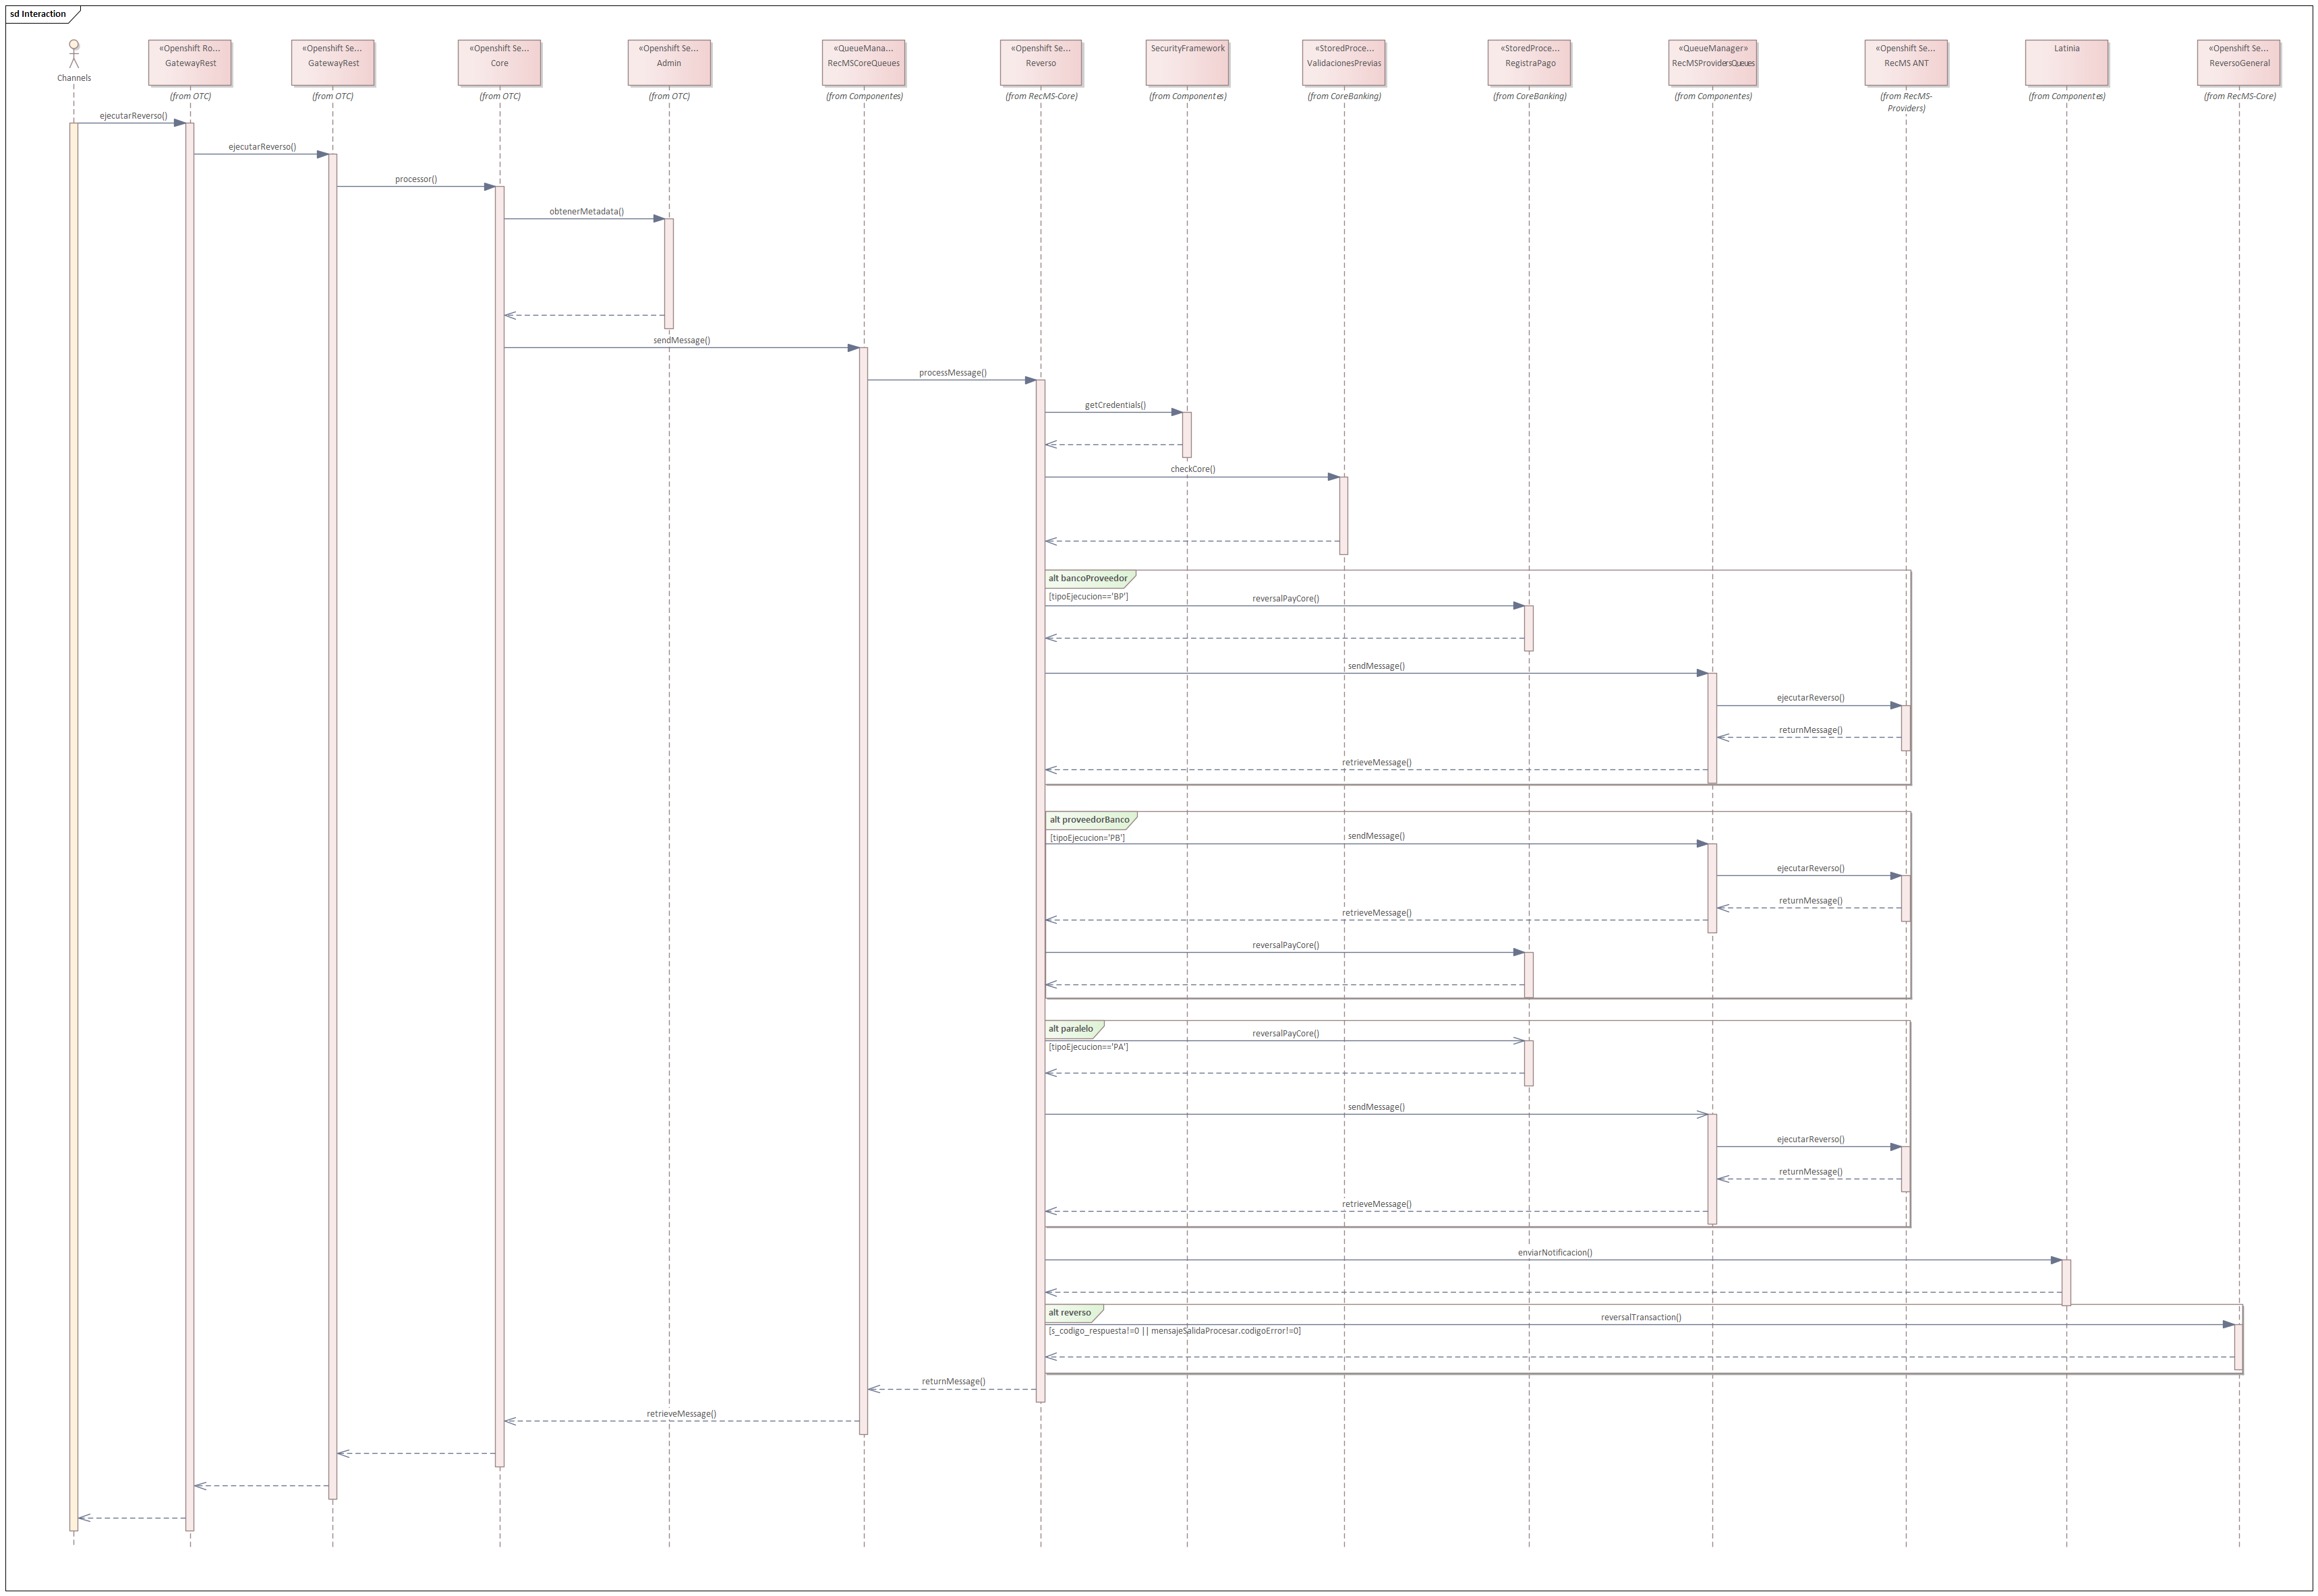 sd Interaction
Channels
«Openshift Ro...
GatewayRest
(from OTC)
«Openshift Se...
GatewayRest
(from OTC)
«Openshift Se...
Core
(from OTC)
«Openshift Se...
Admin
(from OTC)
«QueueMana...
RecMSCoreQueues
(from Componentes)
«Openshift Se...
Reverso
(from RecMS-Core)
SecurityFramework
(from Componentes)
«StoredProce...
ValidacionesPrevias
(from CoreBanking)
«StoredProce...
RegistraPago
(from CoreBanking)
«QueueManager»
RecMSProvidersQueues
(from Componentes)
«Openshift Se...
RecMS ANT
(from RecMS-
Providers)
Latinia
(from Componentes)
«Openshift Se...
ReversoGeneral
(from RecMS-Core)
ejecutarReverso()
ejecutarReverso()
processor()
obtenerMetadata()
sendMessage()
processMessage()
getCredentials()
checkCore()
alt bancoProveedor
[tipoEjecucion=='BP']
reversalPayCore()
sendMessage()
ejecutarReverso()
returnMessage()
retrieveMessage()
alt proveedorBanco
[tipoEjecucion='PB']
sendMessage()
ejecutarReverso()
returnMessage()
retrieveMessage()
reversalPayCore()
alt paralelo
[tipoEjecucion=='PA']
reversalPayCore()
sendMessage()
ejecutarReverso()
returnMessage()
retrieveMessage()
enviarNotificacion()
alt reverso
[s_codigo_respuesta!=0 || mensajeSalidaProcesar.codigoError!=0]
reversalTransaction()
returnMessage()
retrieveMessage()